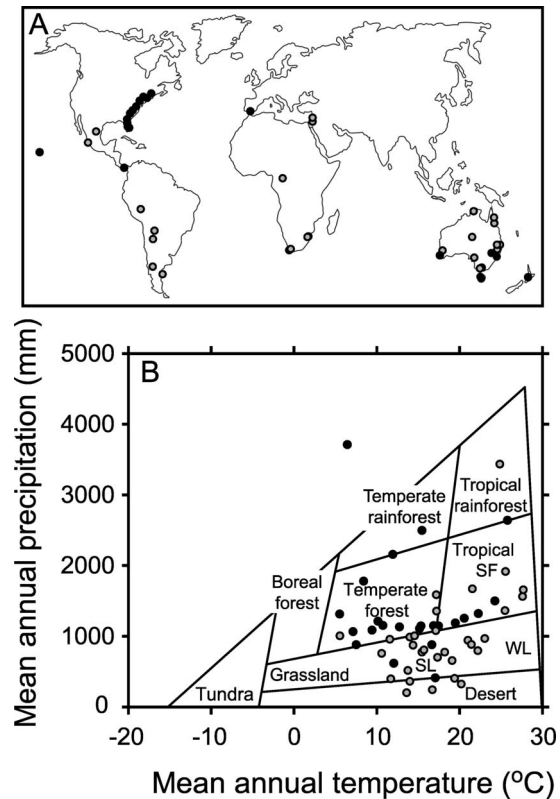 A
B
Mean annual precipitation (mm)
5000
4000
3000
2000
1000
0
Temperate
rainforest
Tropical
rainforest
Tropical
SF
Boreal
forest
Temperate
forest
Grassland
SL
WL
Tundra
Desert
-20
-10
0
10
20
30
Mean annual temperature (ºC)